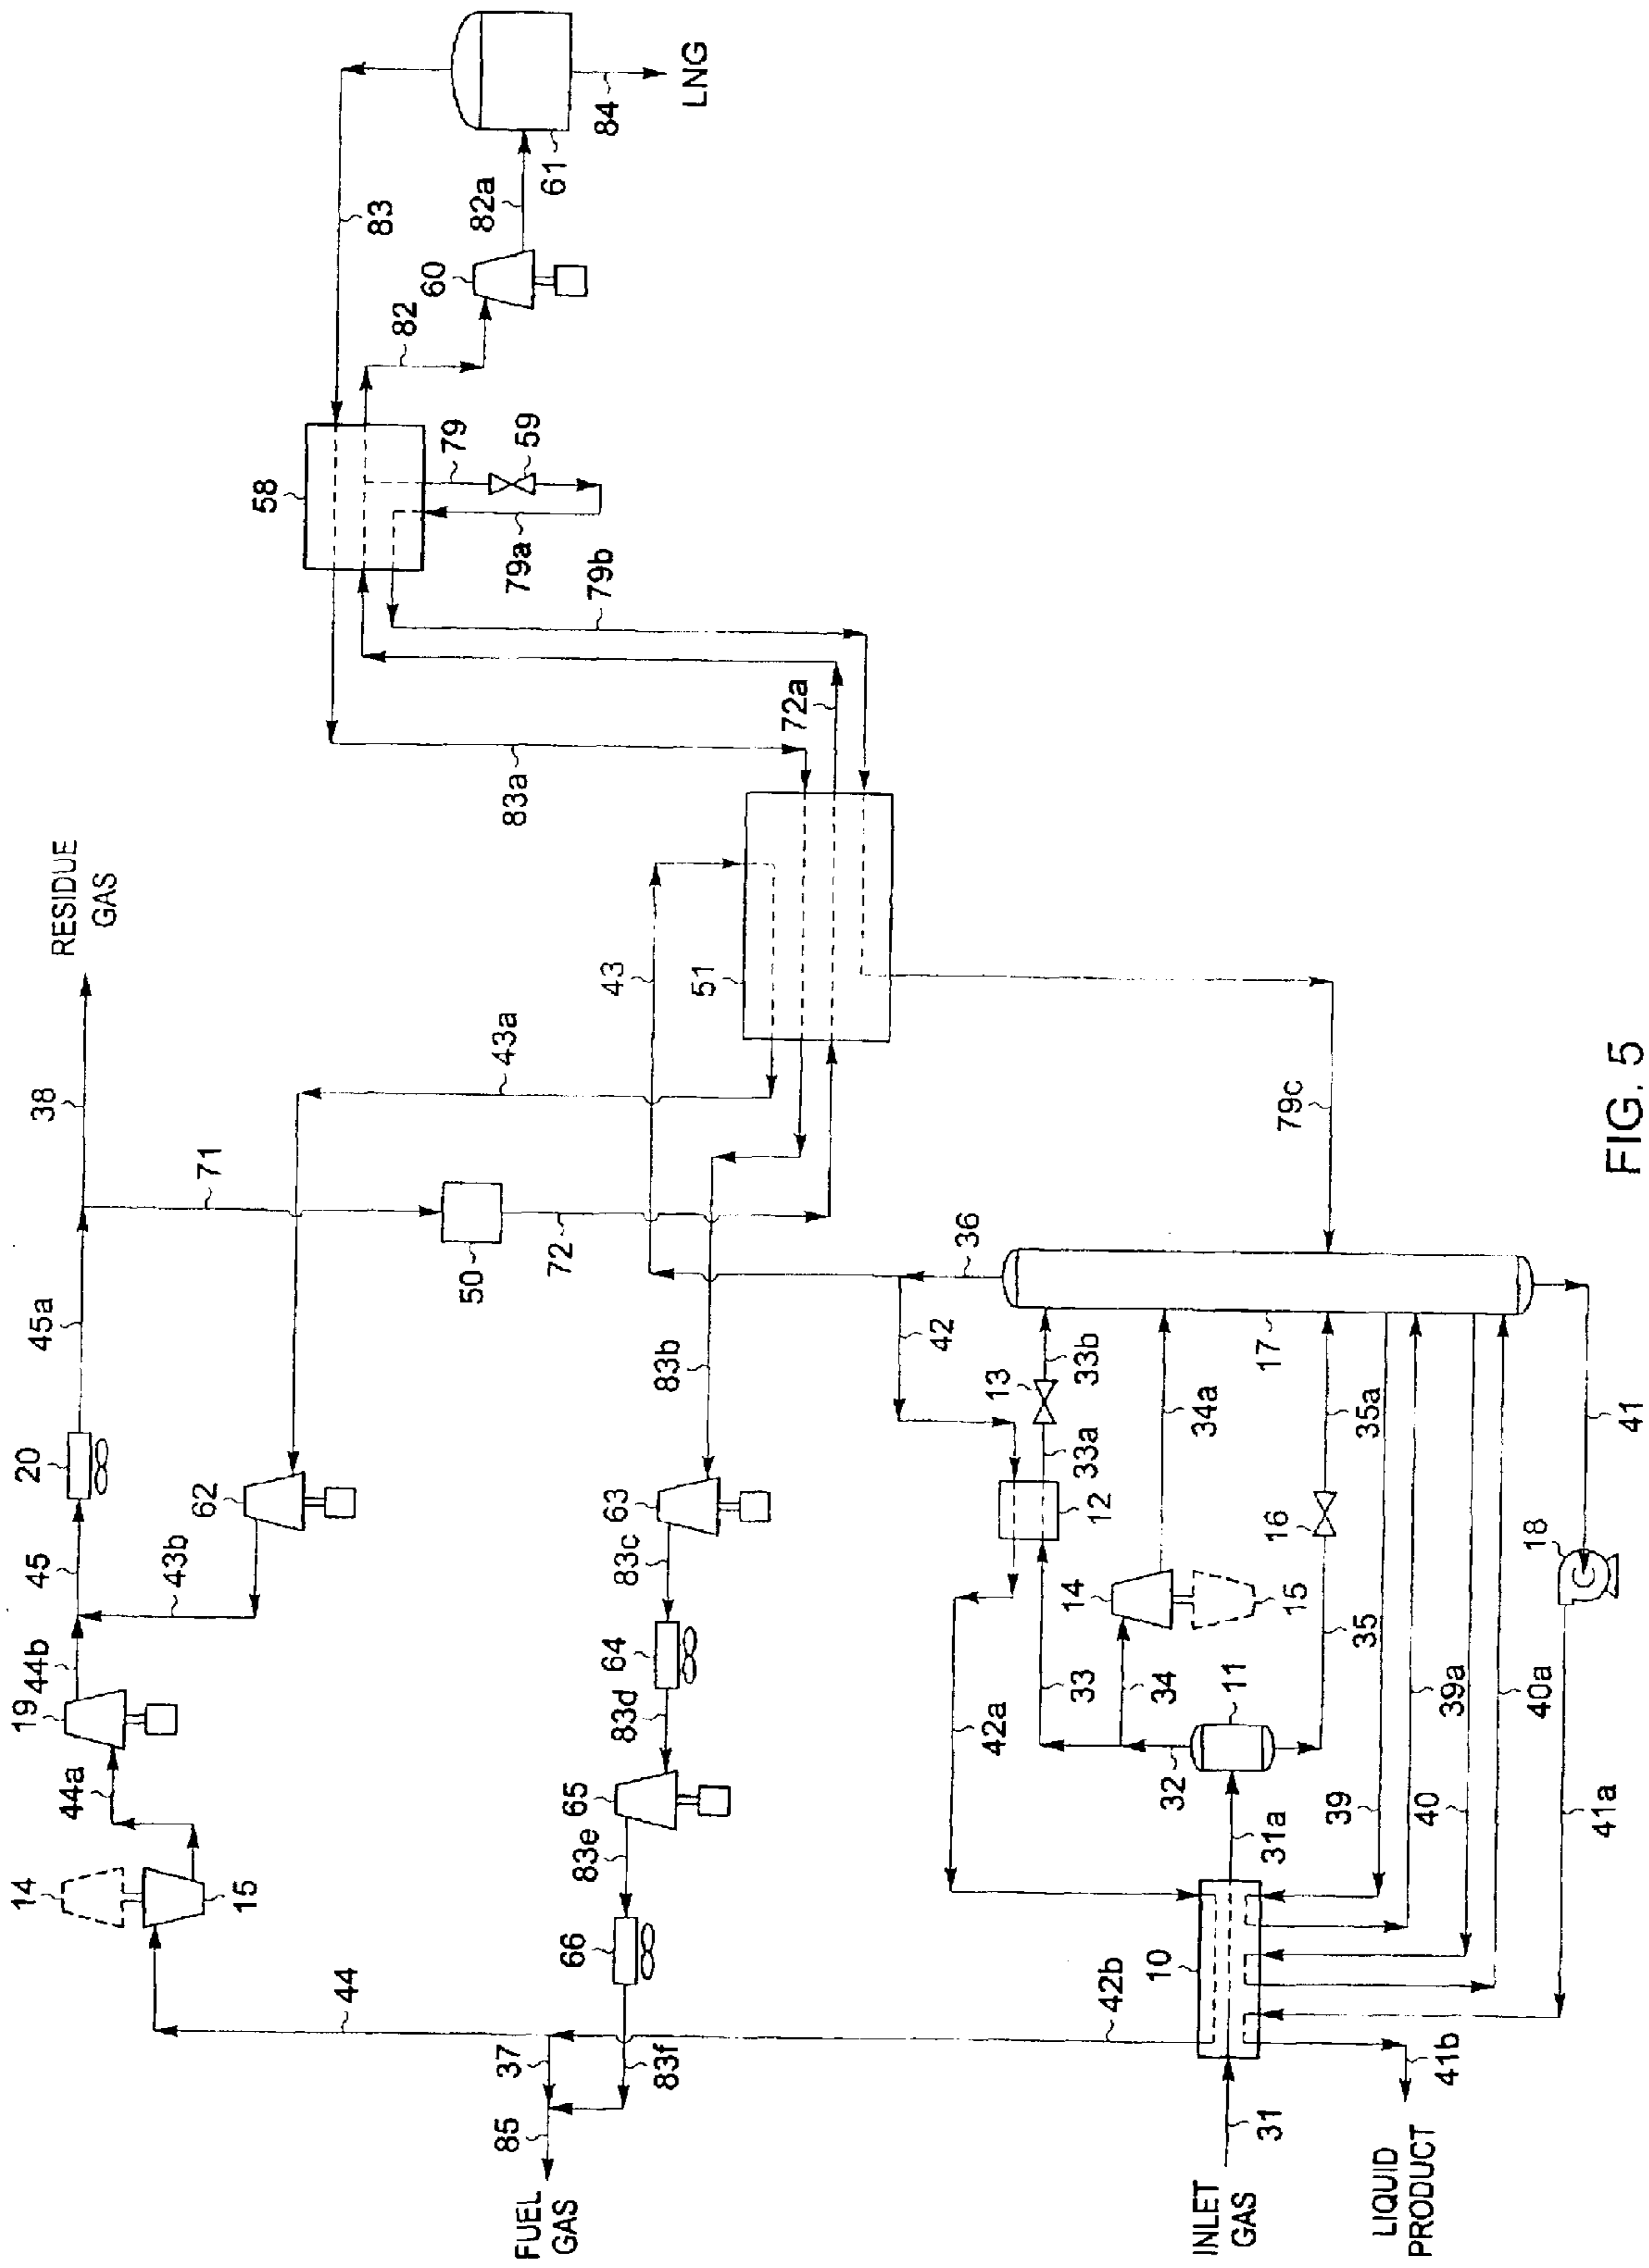 RESIDUE
GAS
38
45a
20
45
44b
19
44a
14
15
62
43b
43a
71
50
72
83
61
82a
84
LNG
60
82
58
79
59
79a
79b
72a
83a
51
43
83b
63
83c
64
83d
65
83e
66
83f
44
37
85
FUEL
GAS
36
42
79c
17
33b
13
33a
12
34a
14
15
35a
16
35
33
34
11
32
31a
42a
42b
10
39
39a
40
40a
41
18
41a
41b
31
INLET
GAS
LIQUID
PRODUCT
FIG. 5